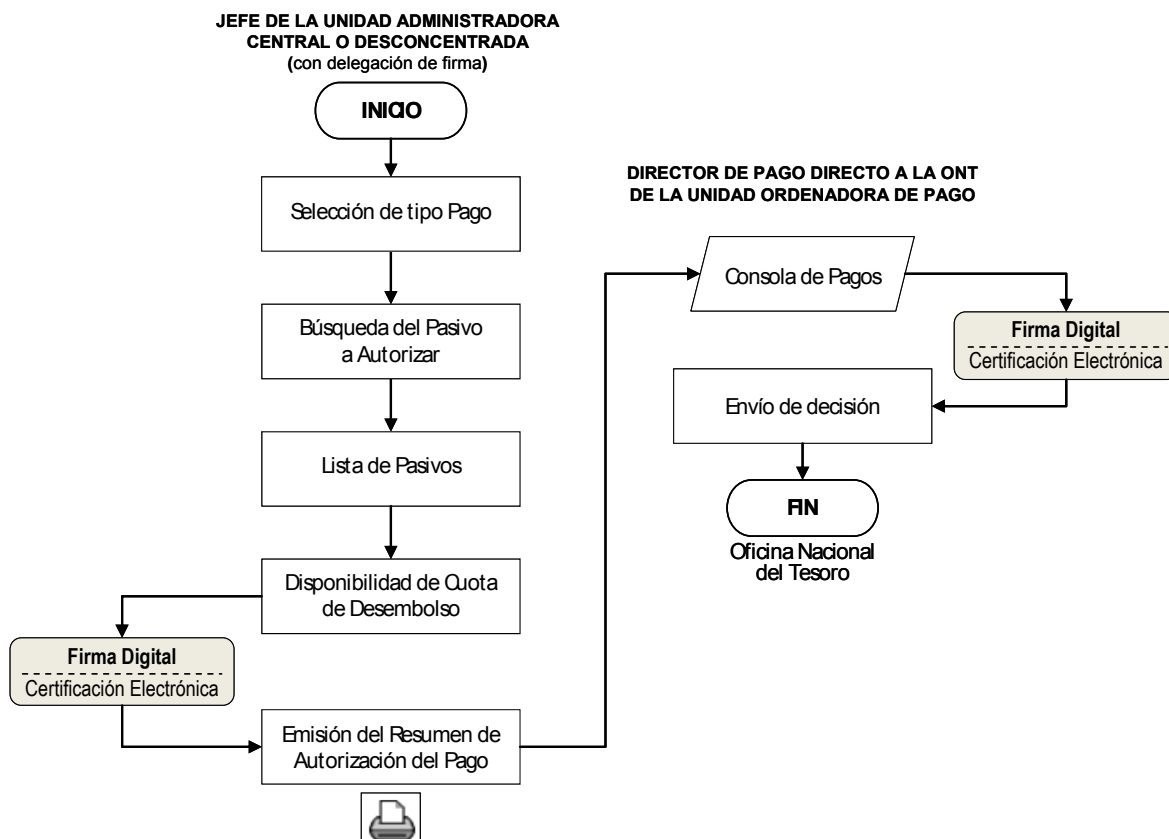 JEFE DE LA UNIDAD ADMINISTRADORA
CENTRAL O DESCONCENTRADA
(con delegación de firma)
INICIO
Selección de tipo Pago
Búsqueda del Pasivo
a Autorizar
Lista de Pasivos
Disponibilidad de Cuota
de Desembolso
Firma Digital
Certificación Electrónica
Emisión del Resumen de
Autorización del Pago
DIRECTOR DE PAGO DIRECTO A LA ONT
DE LA UNIDAD ORDENADORA DE PAGO
Consola de Pagos
Firma Digital
Certificación Electrónica
Envío de decisión
FIN
Oficina Nacional
del Tesoro